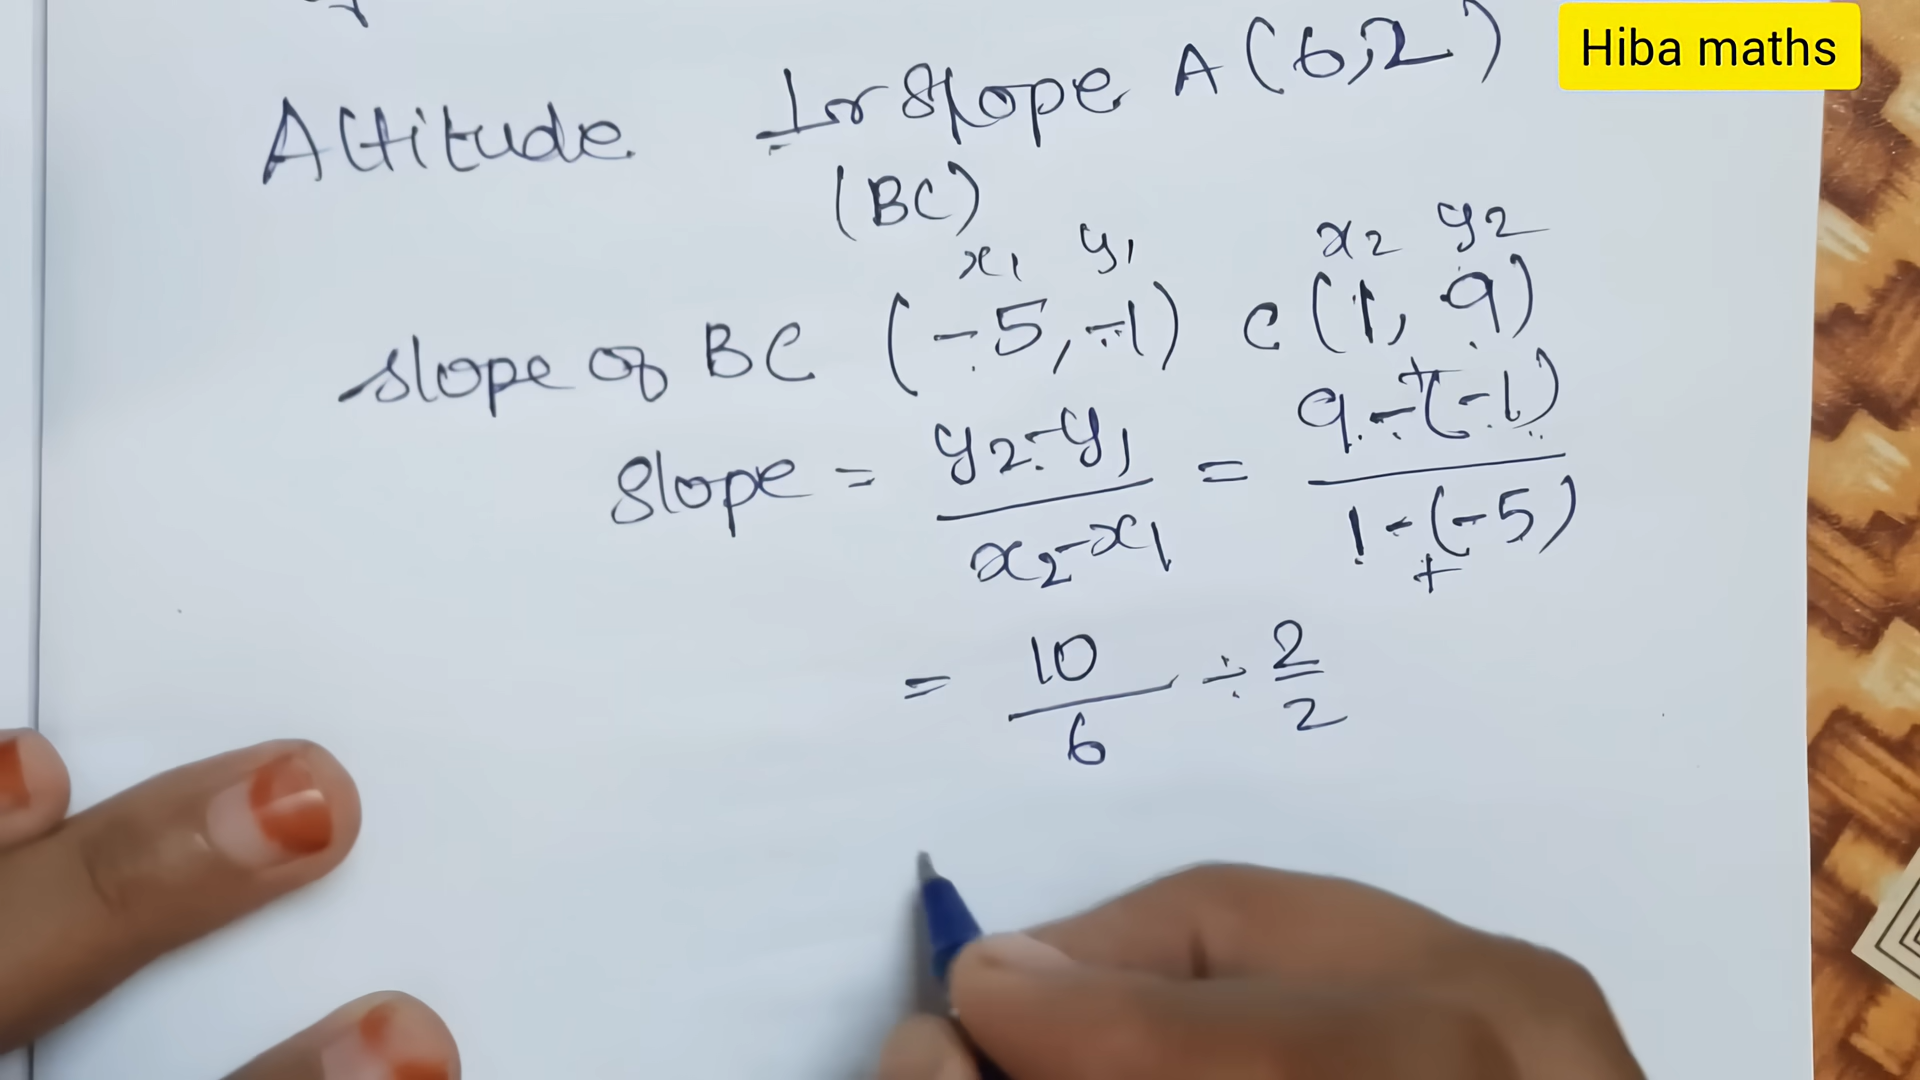 Hiba maths
Altitude ⊥r slope A (6,2)
(BC)
x1 y1 x2 y2
slope of BC (-5, -1) C (1, 9)
slope = y2-y1 / x2-x1 = 9-(-1) / 1-(-5)
+ +
= 10/6 ÷ 2/2